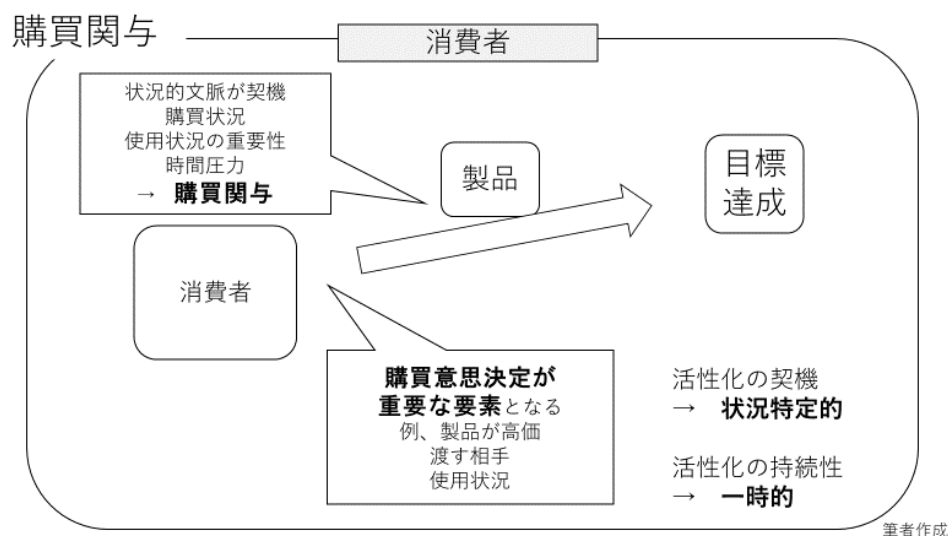 購買関与
消費者
状況的文脈が契機
購買状況
使用状況の重要性
時間圧力
→ 購買関与
製品
目標
達成
消費者
購買意思決定が
重要な要素となる
例、製品が高価
渡す相手
使用状況
活性化の契機
→ 状況特定的
活性化の持続性
→ 一時的
筆者作成